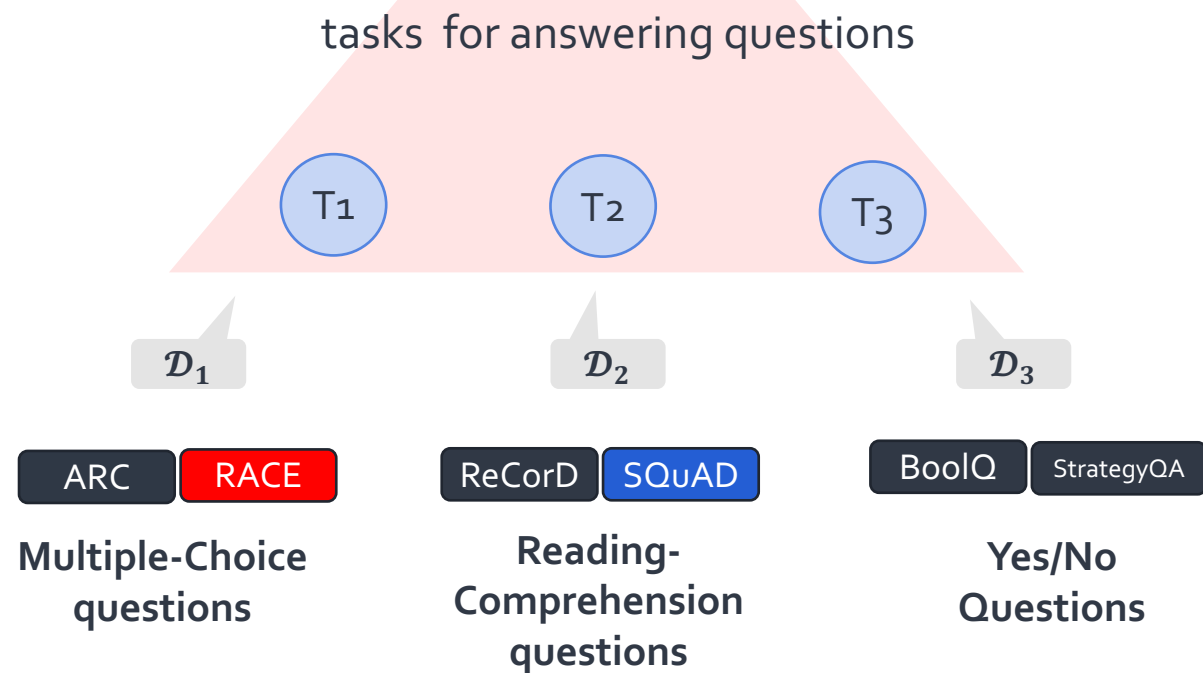 tasks for answering questions
T1
T2
T3
𝒟1
𝒟2
𝒟3
ARC
RACE
ReCorD
SQuAD
BoolQ
StrategyQA
Multiple-Choice
questions
Reading-
Comprehension
questions
Yes/No
Questions